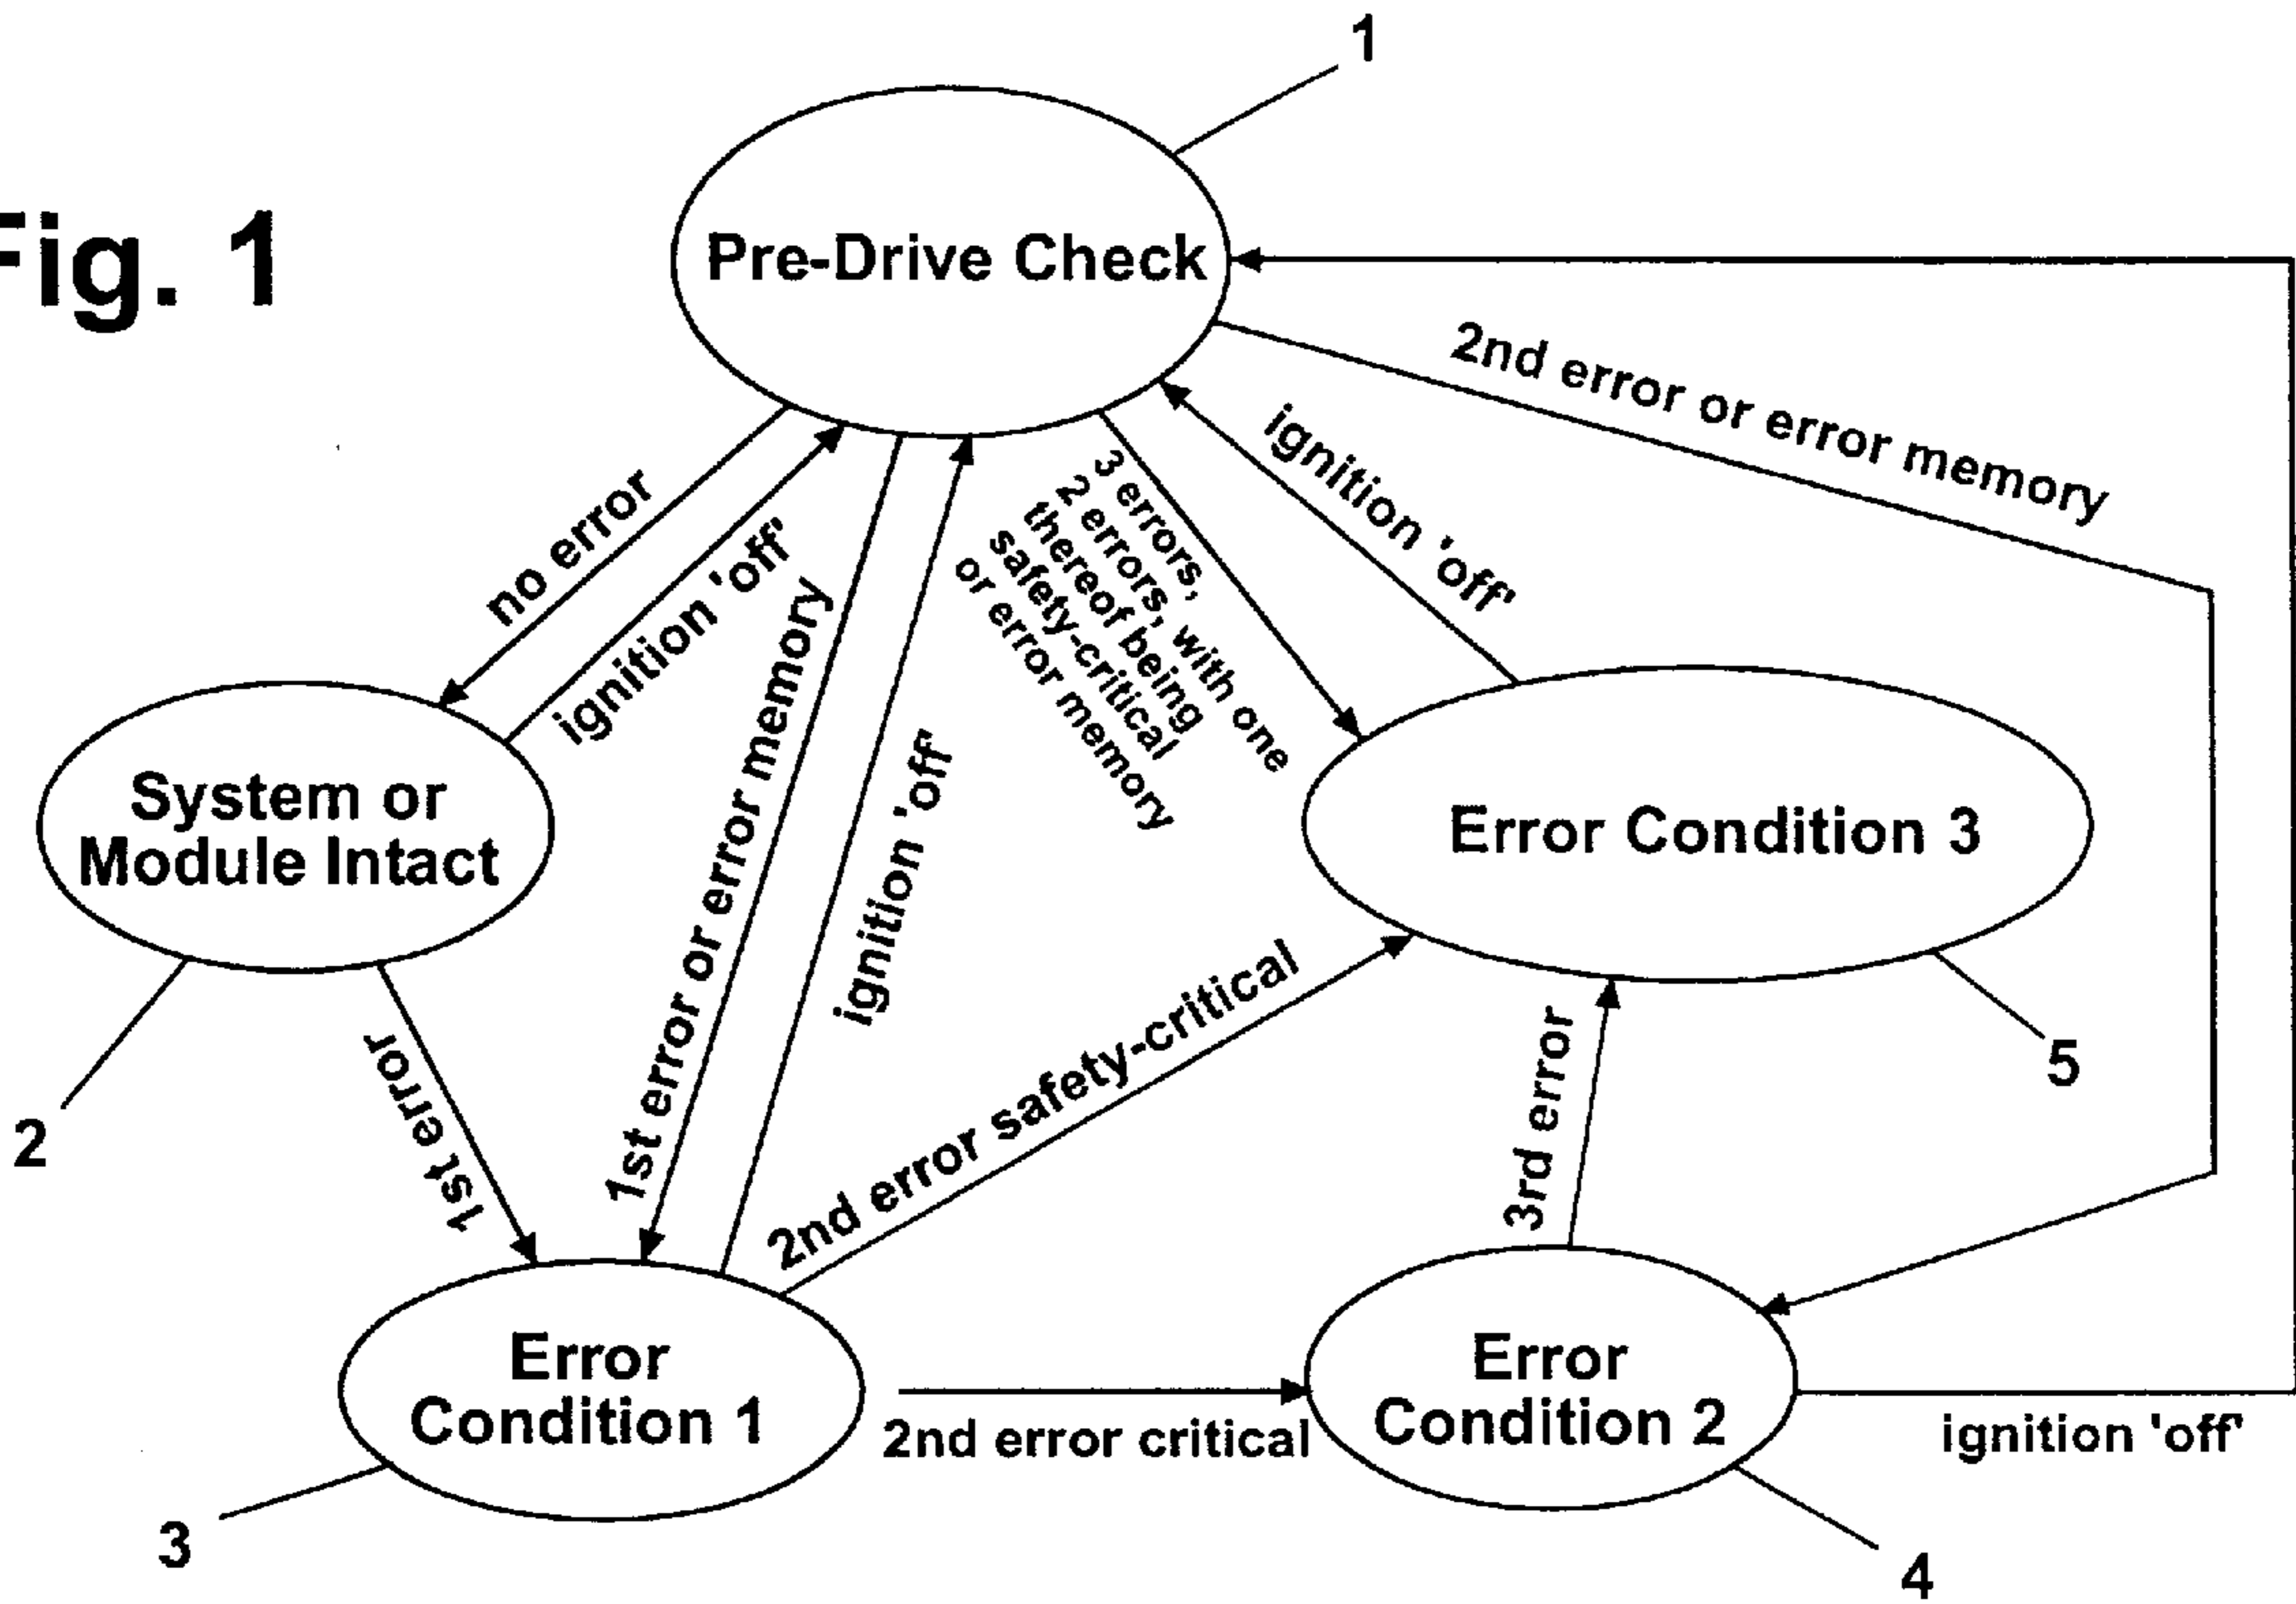 1
Fig. 1
Pre-Drive Check
2nd error or error memory
ignition 'off'
3 errors,
2 errors, with one
thereof being
safety-critical
or error memory
no error
ignition 'off'
1st error or error memory
ignition 'off'
System or
Module Intact
Error Condition 3
2
1st error
2nd error safety-critical
3rd error
5
Error
Condition 1
2nd error critical
Error
Condition 2
ignition 'off'
3
4